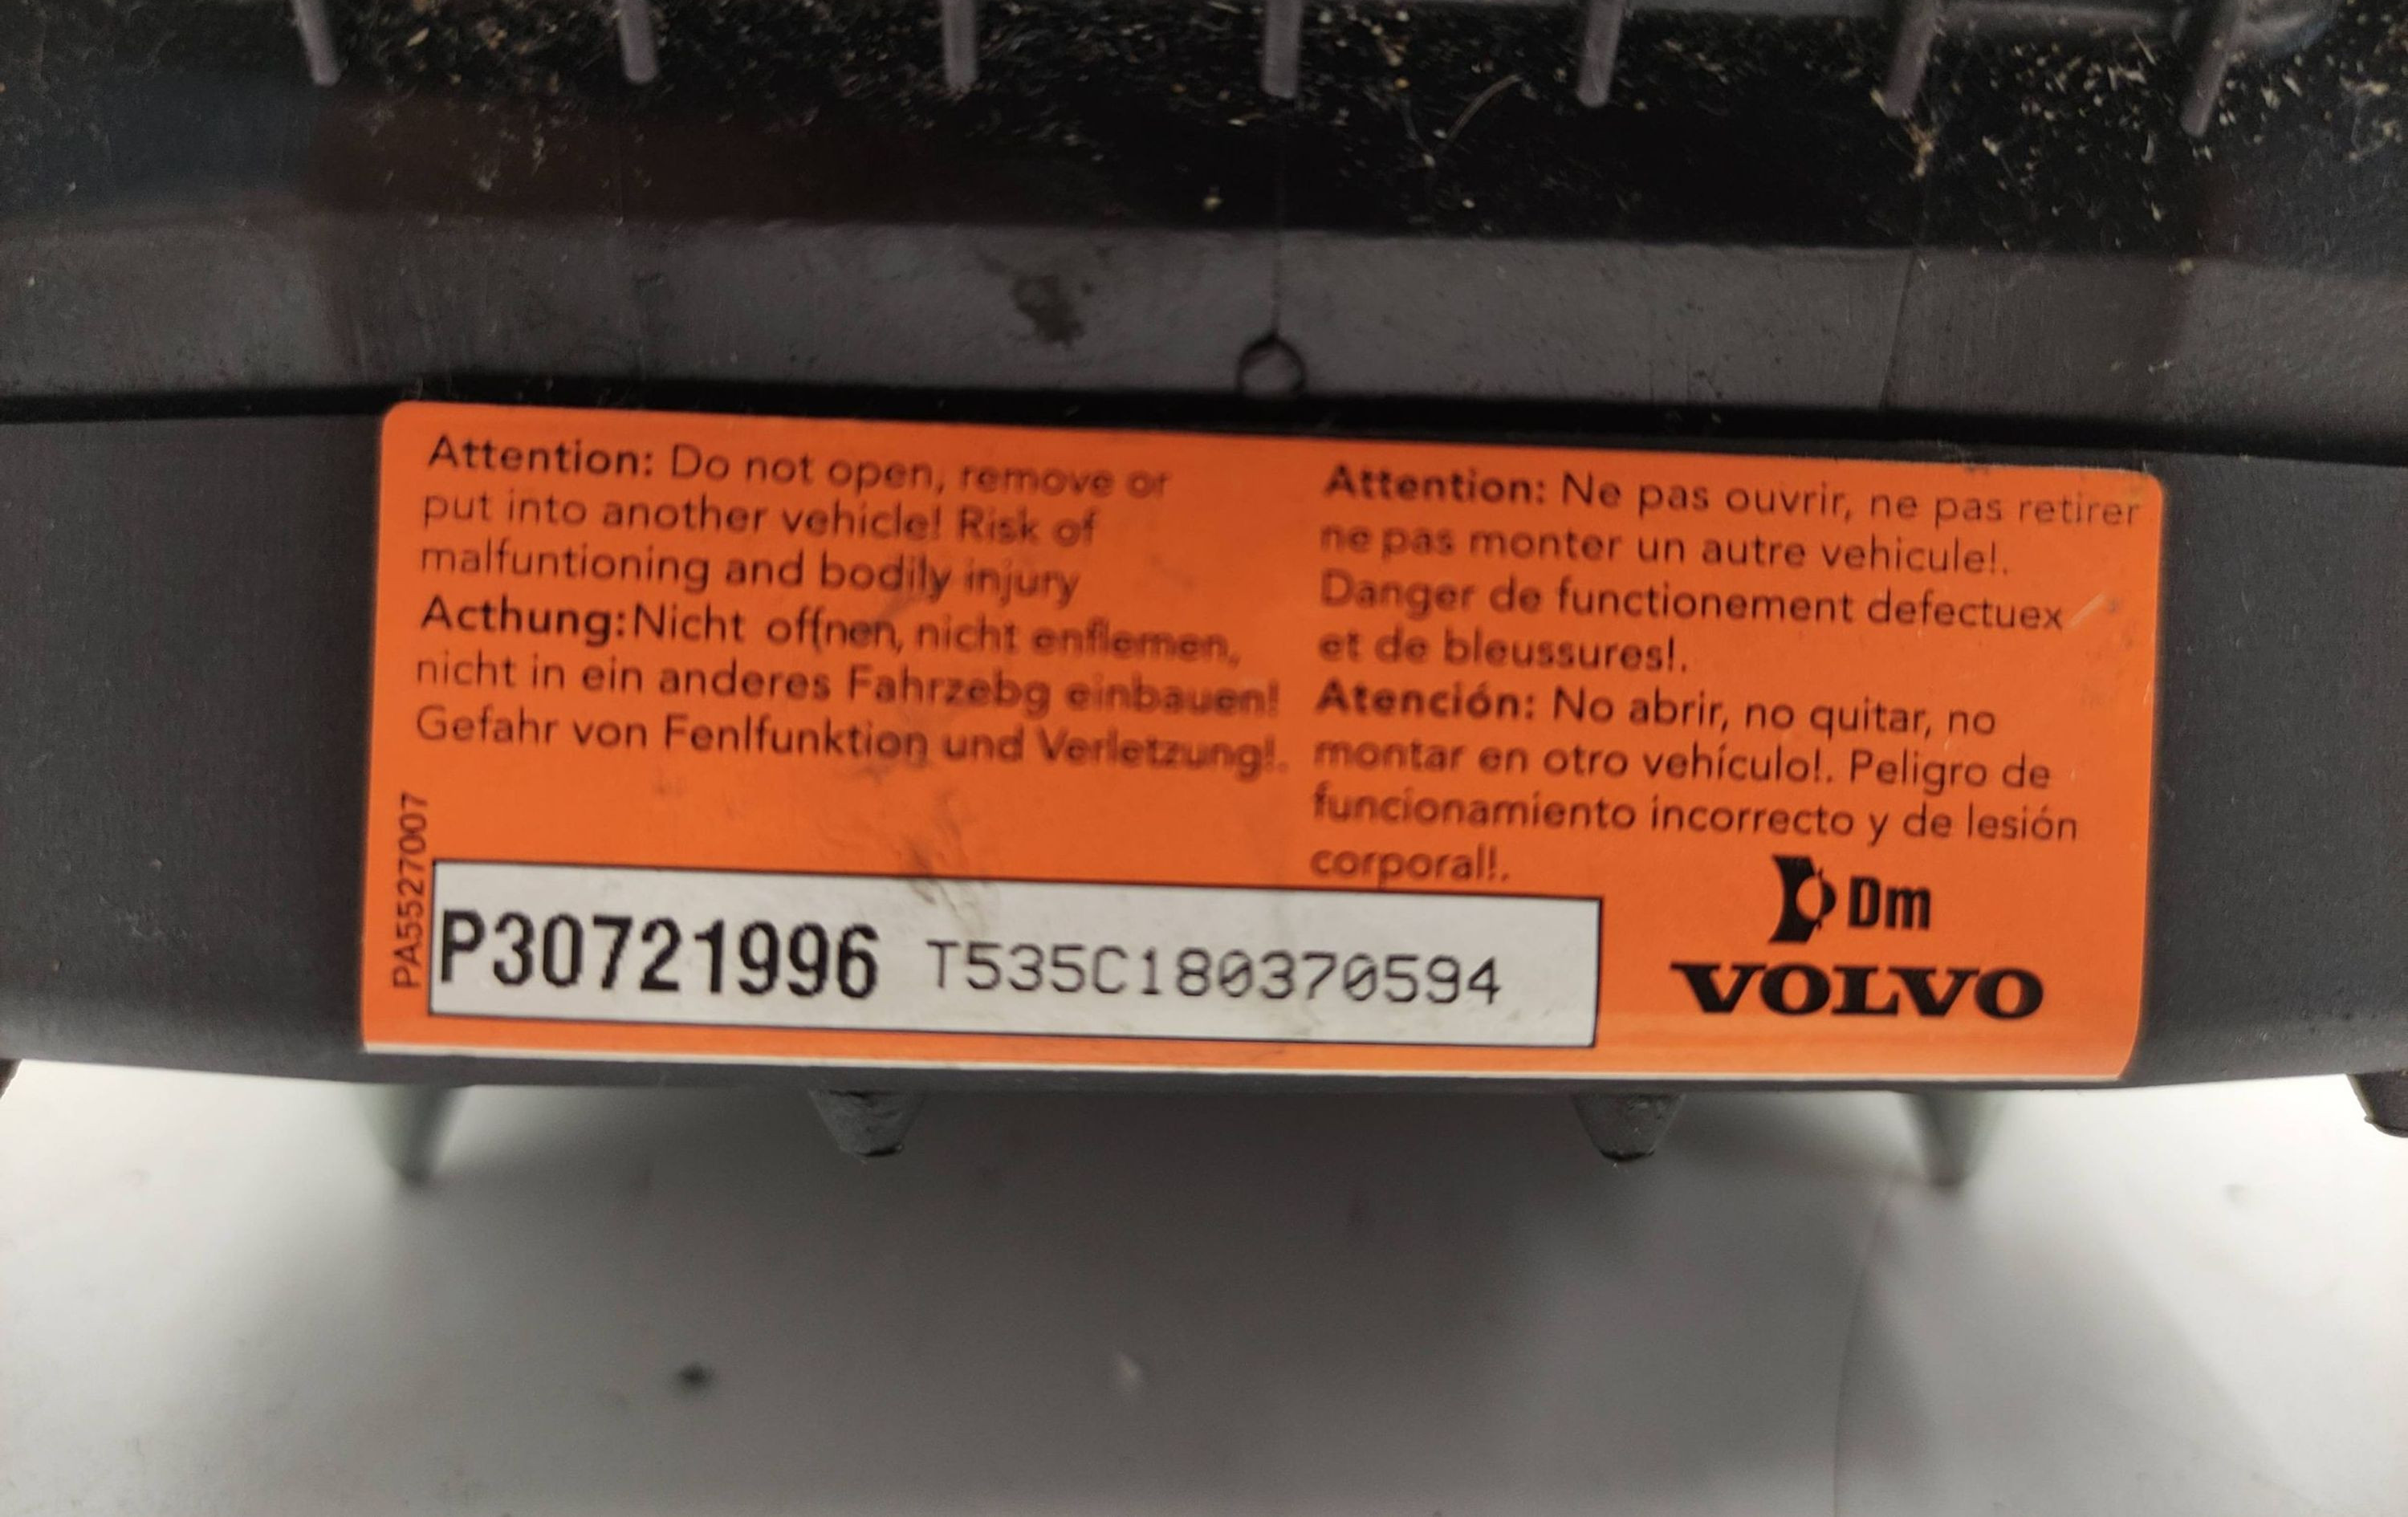 Attention: Do not open, remove or
put into another vehicle! Risk of
malfuntioning and bodily injury
Acthung:Nicht offnen, nicht enflemen,
nicht in ein anderes Fahrzebg einbauen!
Gefahr von Fenlfunktion und Verletzung!.
Attention: Ne pas ouvrir, ne pas retirer
ne pas monter un autre vehicule!.
Danger de functionement defectuex
et de bleussures!.
Atención: No abrir, no quitar, no
montar en otro vehículo!. Peligro de
funcionamiento incorrecto y de lesión
corporal!.
PA5527007
P30721996 T535C180370594
Dm
VOLVO